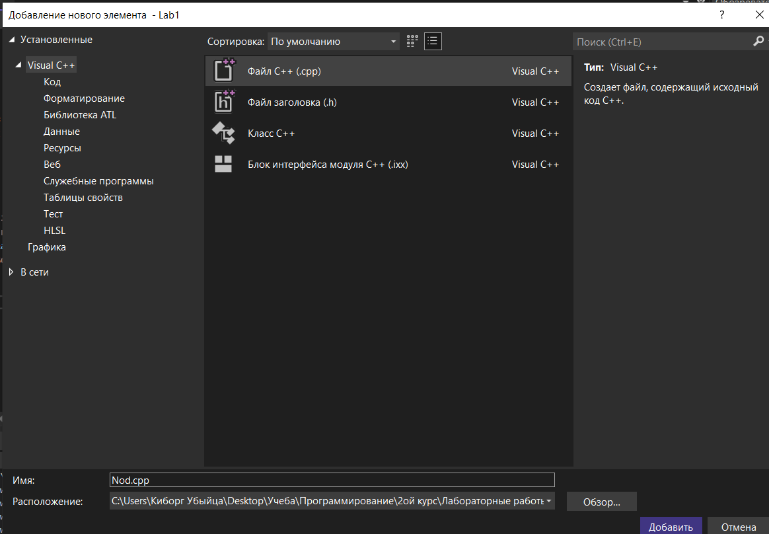 Добавление нового элемента - Lab1
?
Установленные
Visual C++
Код
Форматирование
Библиотека ATL
Данные
Ресурсы
Веб
Служебные программы
Таблицы свойств
Тест
HLSL
Графика
В сети
Сортировка: По умолчанию
Файл C++ (.cpp) Visual C++
Файл заголовка (.h) Visual C++
Класс C++ Visual C++
Блок интерфейса модуля C++ (.ixx) Visual C++
Поиск (Ctrl+E)
Тип: Visual C++
Создает файл, содержащий исходный
код C++.
Имя: Nod.cpp
Расположение: C:\Users\Киборг Убыйца\Desktop\Учеба\Программирование\2ой курс\Лабораторные работы
Обзор...
Добавить Отмена